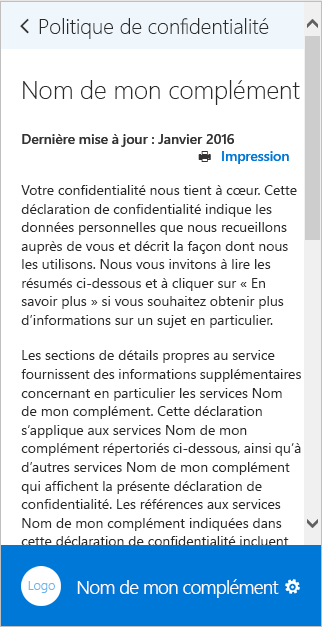 Politique de confidentialité
Nom de mon complément
Dernière mise à jour : Janvier 2016
Impression
Votre confidentialité nous tient à cœur. Cette
déclaration de confidentialité indique les
données personnelles que nous recueillons
auprès de vous et décrit la façon dont nous
les utilisons. Nous vous invitons à lire les
résumés ci-dessous et à cliquer sur « En
savoir plus » si vous souhaitez obtenir plus
d’informations sur un sujet en particulier.
Les sections de détails propres au service
fournissent des informations supplémentaires
concernant en particulier les services Nom
de mon complément. Cette déclaration
s’applique aux services Nom de mon
complément répertoriés ci-dessous, ainsi qu’à
d’autres services Nom de mon complément
qui affichent la présente déclaration de
confidentialité. Les références aux services
Nom de mon complément indiquées dans
cette déclaration de confidentialité incluent
Logo
Nom de mon complément